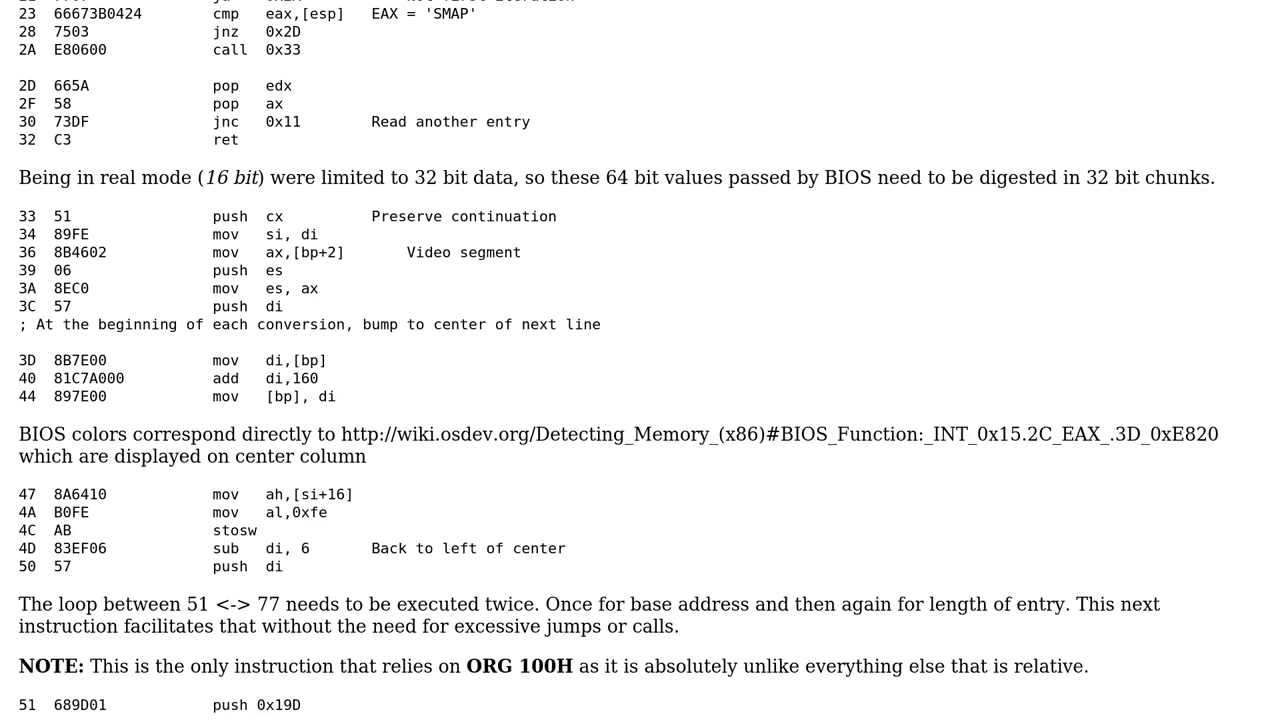 23  66673B0424        cmp   eax,[esp]   EAX = 'SMAP'
28  7503              jnz   0x2D
2A  E80600            call  0x33
2D  665A              pop   edx
2F  58                pop   ax
30  73DF              jnc   0x11        Read another entry
32  C3                ret
Being in real mode (16 bit) were limited to 32 bit data, so these 64 bit values passed by BIOS need to be digested in 32 bit chunks.
33  51                push  cx          Preserve continuation
34  89FE              mov   si, di
36  8B4602            mov   ax,[bp+2]       Video segment
39  06                push  es
3A  8EC0              mov   es, ax
3C  57                push  di
; At the beginning of each conversion, bump to center of next line
3D  8B7E00            mov   di,[bp]
40  81C7A000          add   di,160
44  897E00            mov   [bp], di
BIOS colors correspond directly to http://wiki.osdev.org/Detecting_Memory_(x86)#BIOS_Function:_INT_0x15.2C_EAX_.3D_0xE820
which are displayed on center column
47  8A6410            mov   ah,[si+16]
4A  B0FE              mov   al,0xfe
4C  AB                stosw
4D  83EF06            sub   di, 6       Back to left of center
50  57                push  di
The loop between 51 <-> 77 needs to be executed twice. Once for base address and then again for length of entry. This next
instruction facilitates that without the need for excessive jumps or calls.
NOTE: This is the only instruction that relies on ORG 100H as it is absolutely unlike everything else that is relative.
51  689D01            push 0x19D